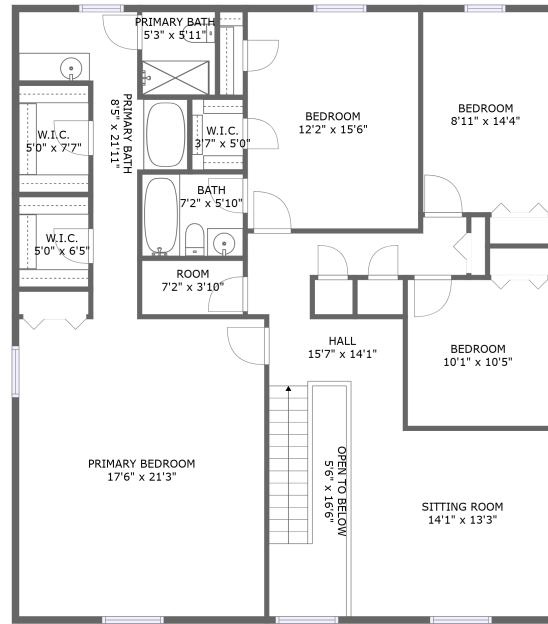 PRIMARY BATH
5'3" x 5'11"
BEDROOM
12'2" x 15'6"
BEDROOM
8'11" x 14'4"
PRIMARY BATH
8'5" x 21'11"
W.I.C.
5'0" x 7'7"
W.I.C.
3'7" x 5'0"
BATH
7'2" x 5'10"
W.I.C.
5'0" x 6'5"
ROOM
7'2" x 3'10"
HALL
15'7" x 14'1"
BEDROOM
10'1" x 10'5"
PRIMARY BEDROOM
17'6" x 21'3"
OPEN TO BELOW
5'6" x 16'6"
SITTING ROOM
14'1" x 13'3"